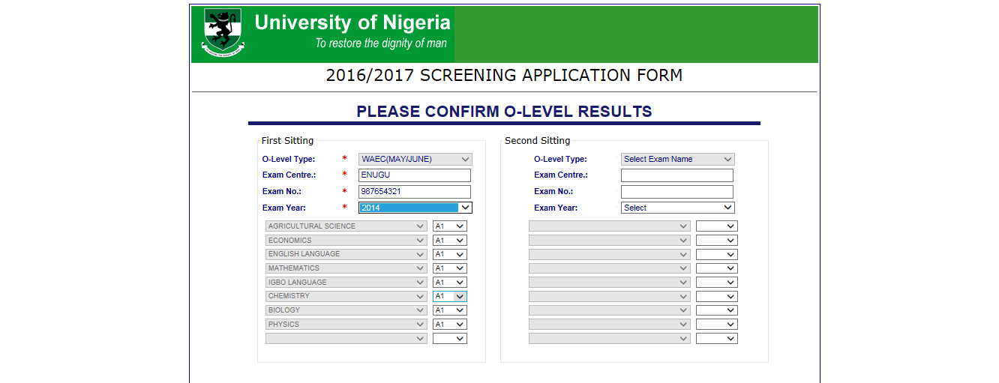 University of Nigeria
To restore the dignity of man
2016/2017 SCREENING APPLICATION FORM
PLEASE CONFIRM O-LEVEL RESULTS
First Sitting
O-Level Type: * WAEC(MAY/JUNE)
Exam Centre.: * ENUGU
Exam No.: * 987654321
Exam Year: * 2014
AGRICULTURAL SCIENCE A1
ECONOMICS A1
ENGLISH LANGUAGE A1
MATHEMATICS A1
IGBO LANGUAGE A1
CHEMISTRY A1
BIOLOGY A1
PHYSICS A1
Second Sitting
O-Level Type: Select Exam Name
Exam Centre.:
Exam No.:
Exam Year: Select